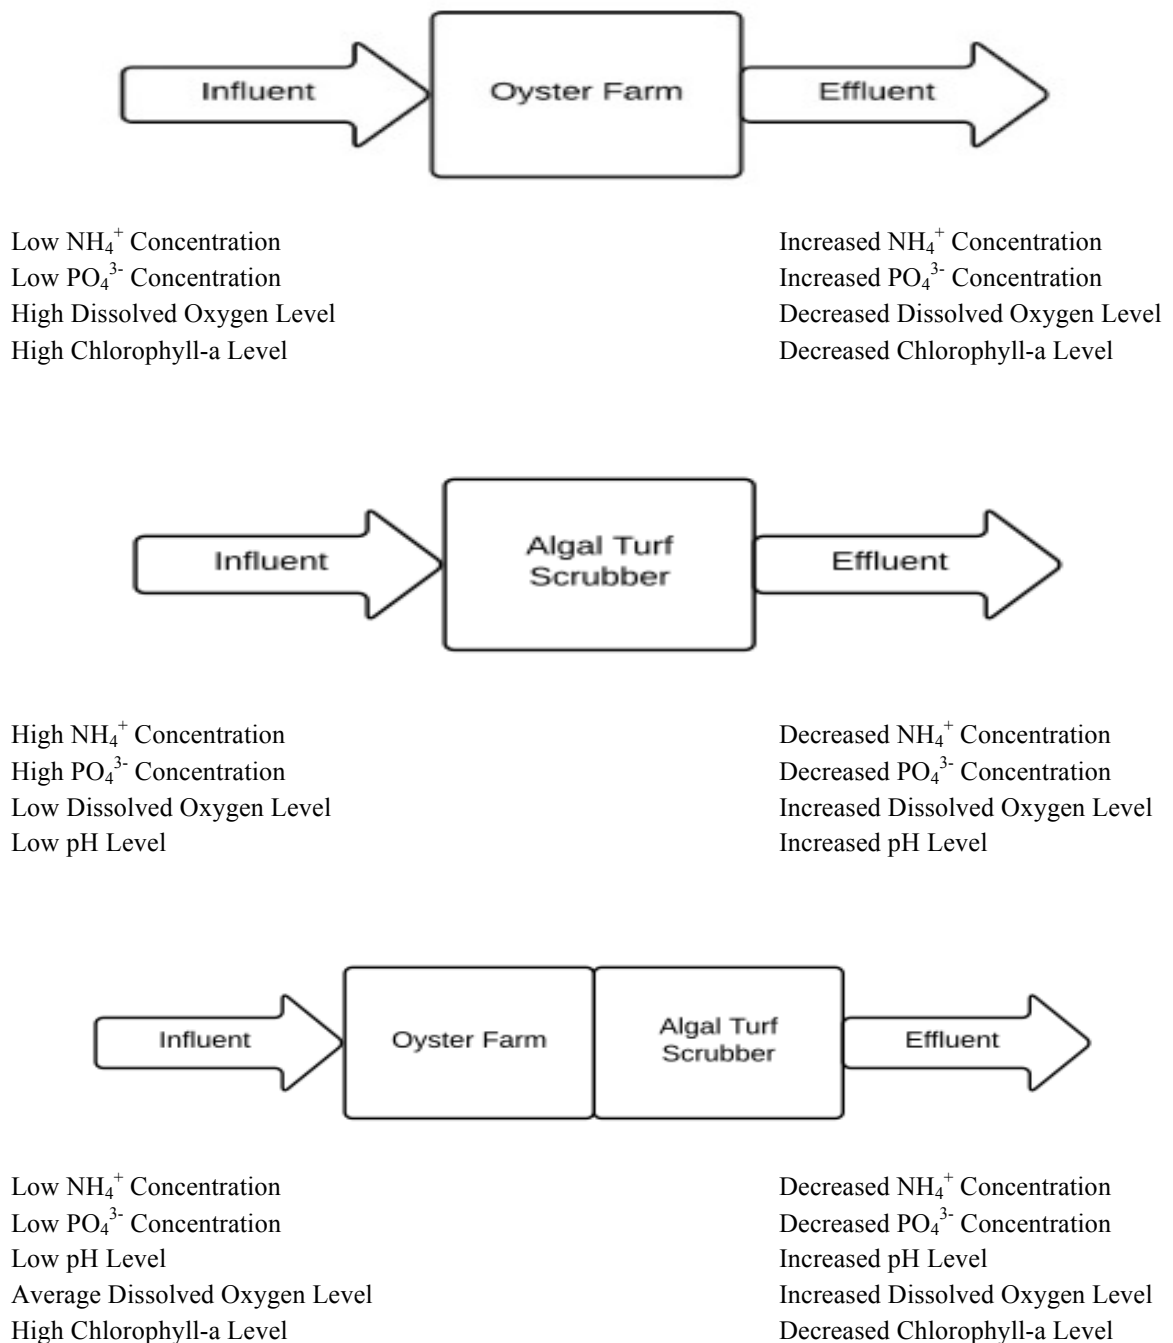 Influent
Oyster Farm
Effluent
Low NH₄⁺ Concentration
Low PO₄³⁻ Concentration
High Dissolved Oxygen Level
High Chlorophyll-a Level
Increased NH₄⁺ Concentration
Increased PO₄³⁻ Concentration
Decreased Dissolved Oxygen Level
Decreased Chlorophyll-a Level
Influent
Algal Turf
Scrubber
Effluent
High NH₄⁺ Concentration
High PO₄³⁻ Concentration
Low Dissolved Oxygen Level
Low pH Level
Decreased NH₄⁺ Concentration
Decreased PO₄³⁻ Concentration
Increased Dissolved Oxygen Level
Increased pH Level
Influent
Oyster Farm
Algal Turf
Scrubber
Effluent
Low NH₄⁺ Concentration
Low PO₄³⁻ Concentration
Low pH Level
Average Dissolved Oxygen Level
High Chlorophyll-a Level
Decreased NH₄⁺ Concentration
Decreased PO₄³⁻ Concentration
Increased pH Level
Increased Dissolved Oxygen Level
Decreased Chlorophyll-a Level